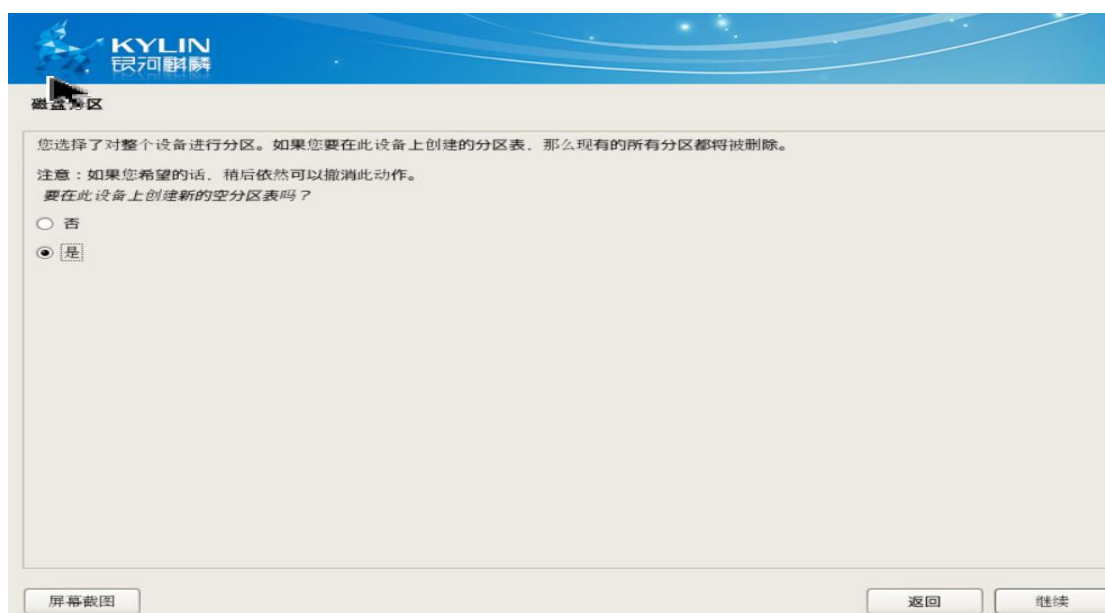 KYLIN
银河麒麟
磁盘分区
您选择了对整个设备进行分区。如果您要在此设备上创建的分区表，那么现有的所有分区都将被删除。
注意：如果您希望的话，稍后依然可以撤消此动作。
要在此设备上创建新的空分区表吗？
否
是
屏幕截图
返回
继续